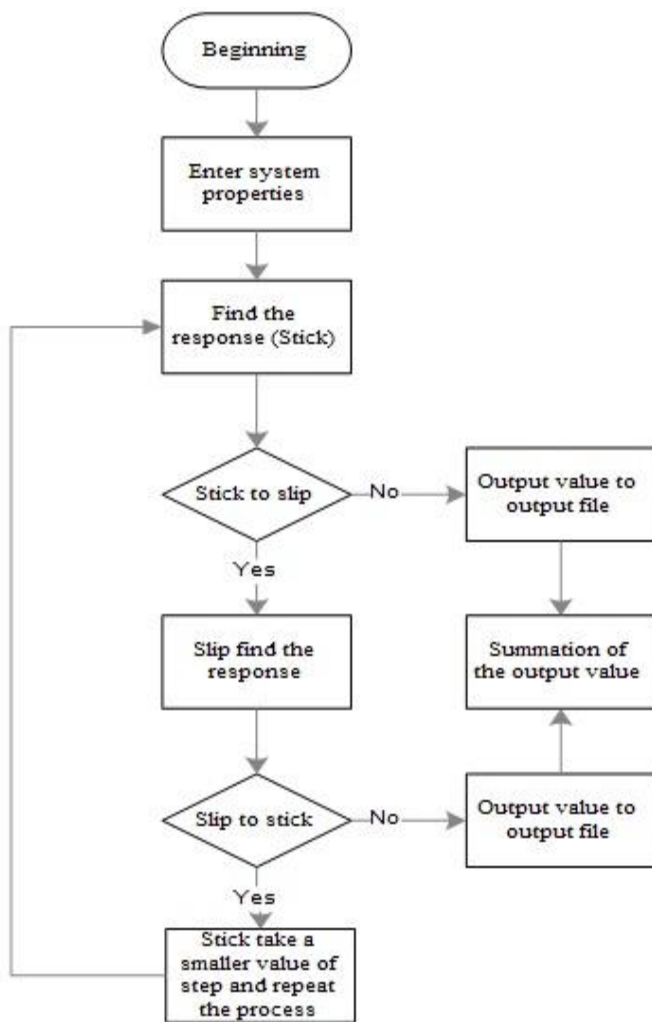 Beginning
Enter system
properties
Find the
response (Stick)
Stick to slip
No
Output value to
output file
Yes
Slip find the
response
Summation of
the output value
Slip to stick
No
Output value to
output file
Yes
Stick take a
smaller value of
step and repeat
the process